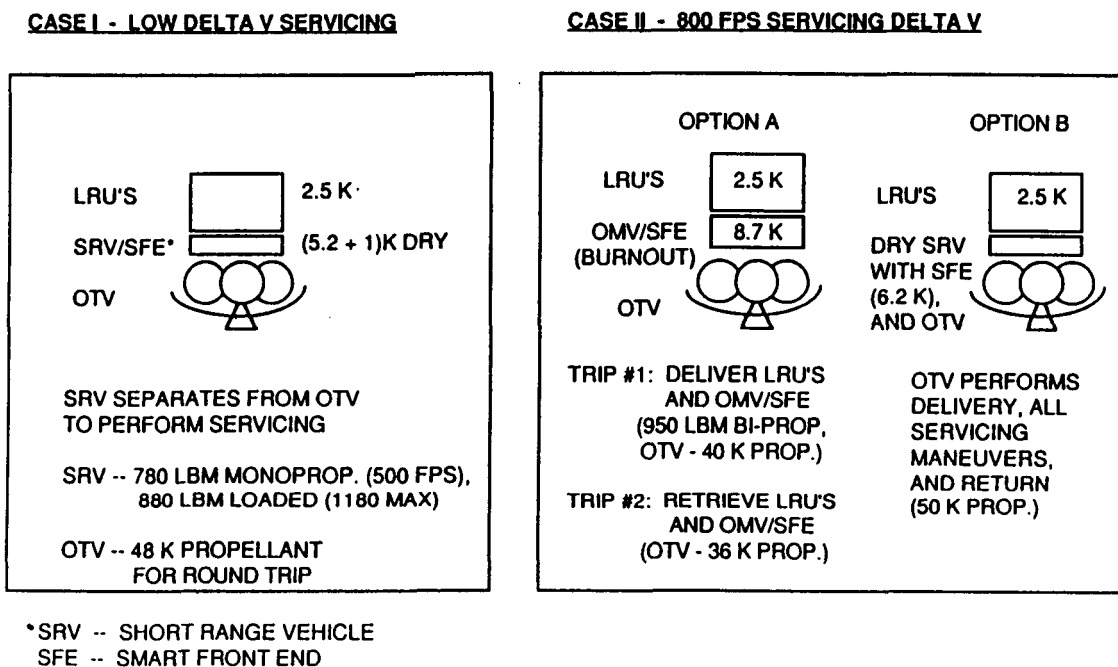 CASE I - LOW DELTA V SERVICING
LRU'S
2.5 K
SRV/SFE*
(5.2 + 1)K DRY
OTV
SRV SEPARATES FROM OTV
TO PERFORM SERVICING
SRV -- 780 LBM MONOPROP. (500 FPS),
880 LBM LOADED (1180 MAX)
OTV -- 48 K PROPELLANT
FOR ROUND TRIP
*SRV -- SHORT RANGE VEHICLE
SFE -- SMART FRONT END
CASE II - 800 FPS SERVICING DELTA V
OPTION A
LRU'S
2.5 K
OMV/SFE
(BURNOUT)
8.7 K
OTV
TRIP #1: DELIVER LRU'S
AND OMV/SFE
(950 LBM BI-PROP,
OTV - 40 K PROP.)
TRIP #2: RETRIEVE LRU'S
AND OMV/SFE
(OTV - 36 K PROP.)
OPTION B
LRU'S
2.5 K
DRY SRV
WITH SFE
(6.2 K),
AND OTV
OTV PERFORMS
DELIVERY, ALL
SERVICING
MANEUVERS,
AND RETURN
(50 K PROP.)